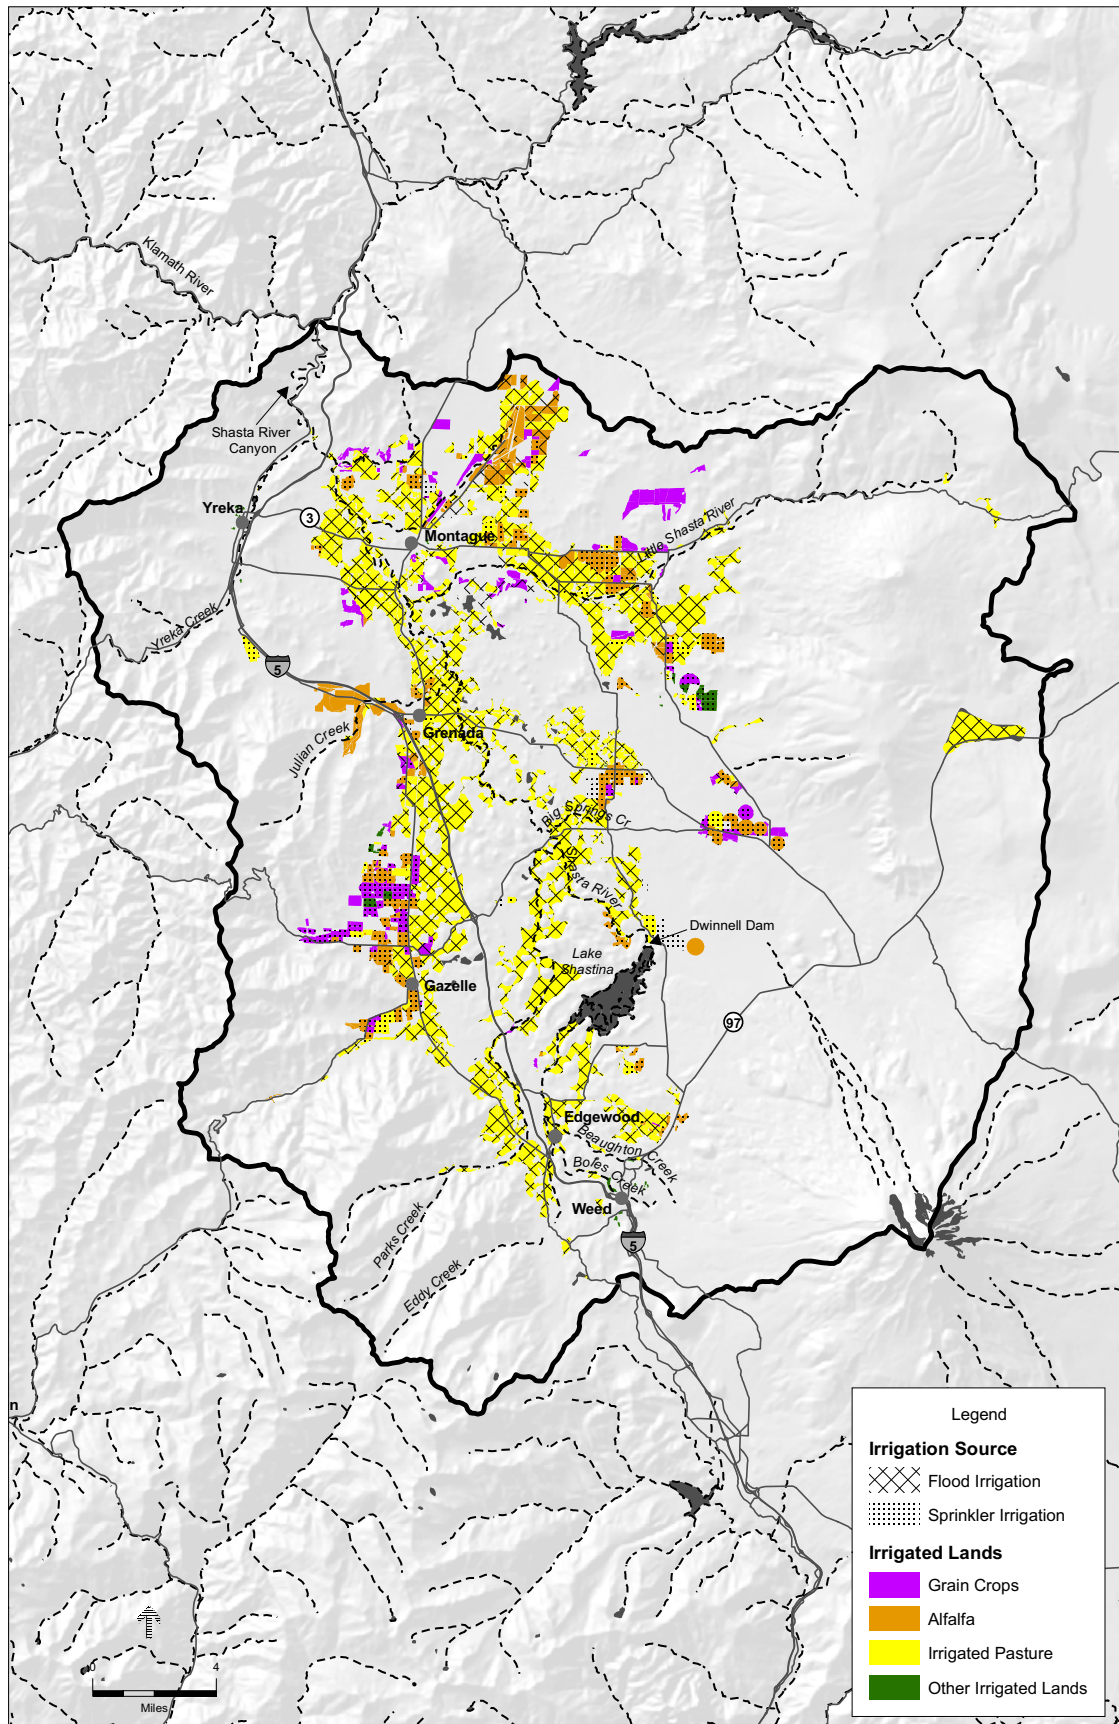 Klamath River
Shasta River
Canyon
Yreka
3
Montague
Little Shasta River
Yreka Creek
5
Julian Creek
Grenada
Big Springs Cr
Shasta River
Dwinnell Dam
Lake
Shastina
Gazelle
97
Edgewood
Beaughton Creek
Boles Creek
Weed
5
Parks Creek
Eddy Creek
n
Legend
Irrigation Source
Flood Irrigation
Sprinkler Irrigation
Irrigated Lands
Grain Crops
Alfalfa
Irrigated Pasture
Other Irrigated Lands
0 4
Miles